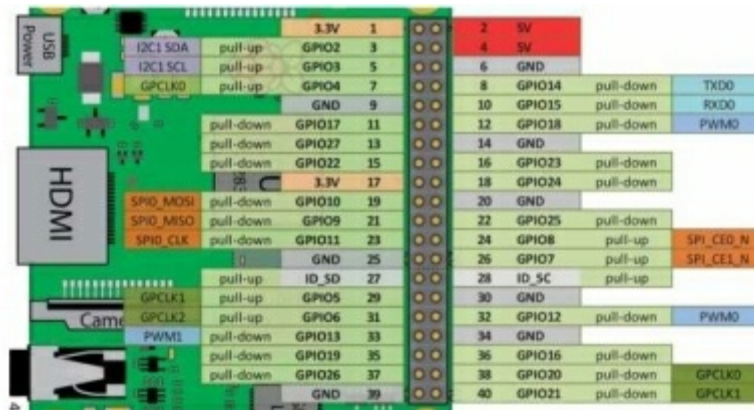 3.3V 1 2 5V
I2C1 SDA pull-up GPIO2 3 4 5V
I2C1 SCL pull-up GPIO3 5 6 GND
GPCLK0 pull-up GPIO4 7 8 GPIO14 pull-down TXD0
GND 9 10 GPIO15 pull-down RXD0
pull-down GPIO17 11 12 GPIO18 pull-down PWM0
pull-down GPIO27 13 14 GND
pull-down GPIO22 15 16 GPIO23 pull-down
3.3V 17 18 GPIO24 pull-down
SPI0_MOSI pull-down GPIO10 19 20 GND
SPI0_MISO pull-down GPIO9 21 22 GPIO25 pull-down
SPI0_CLK pull-down GPIO11 23 24 GPIO8 pull-up SPI_CE0_N
GND 25 26 GPIO7 pull-up SPI_CE1_N
pull-up ID_SD 27 28 ID_SC pull-up
GPCLK1 pull-up GPIO5 29 30 GND
GPCLK2 pull-up GPIO6 31 32 GPIO12 pull-down PWM0
PWM1 pull-down GPIO13 33 34 GND
pull-down GPIO19 35 36 GPIO16 pull-down
pull-down GPIO26 37 38 GPIO20 pull-down GPCLK0
GND 39 40 GPIO21 pull-down GPCLK1
USB
Power
HDMI
Came